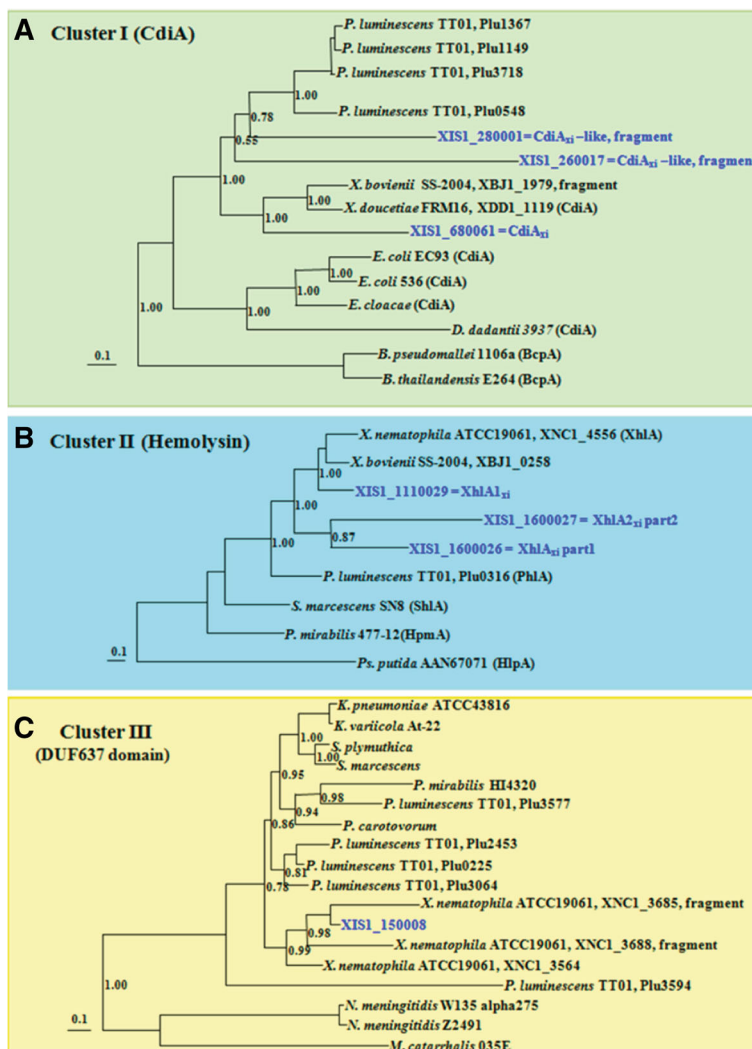 A Cluster I (CdiA)
P. luminescens TT01, Plu1367
P. luminescens TT01, Plu1149
P. luminescens TT01, Plu3718
1.00
P. luminescens TT01, Plu0548
0.78
0.55
XIS1_280001=CdiAxi –like, fragment
XIS1_260017=CdiAxi –like, fragmen
1.00
X. bovienii SS-2004, XBJ1_1979, fragment
1.00
X. doucetiae FRM16, XDD1_1119 (CdiA)
1.00
XIS1_680061=CdiAxi
E. coli EC93 (CdiA)
1.00
E. coli 536 (CdiA)
1.00
E. cloacae (CdiA)
1.00
1.00
D. dadantii 3937 (CdiA)
0.1
B. pseudomallei 1106a (BcpA)
B. thailandensis E264 (BcpA)
B Cluster II (Hemolysin)
X. nematophila ATCC19061, XNC1_4556 (XhlA)
X. bovienii SS-2004, XBJ1_0258
1.00
XIS1_1110029=XhlA1xi
1.00
XIS1_1600027= XhlA2xi part2
0.87
1.00
XIS1_1600026= XhlAxi part1
P. luminescens TT01, Plu0316 (PhlA)
S. marcescens SN8 (ShlA)
P. mirabilis 477-12(HpmA)
0.1
Ps. putida AAN67071 (HlpA)
C Cluster III
(DUF637 domain)
K. pneumoniae ATCC43816
K. variicola At-22
1.00
S. plymuthica
1.00
S. marcescens
0.95
P. mirabilis HI4320
0.98
P. luminescens TT01, Plu3577
0.94
0.86
P. carotovorum
P. luminescens TT01, Plu2453
P. luminescens TT01, Plu0225
0.81
0.78
P. luminescens TT01, Plu3064
X. nematophila ATCC19061, XNC1_3685, fragment
XIS1_150008
0.98
X. nematophila ATCC19061, XNC1_3688, fragment
0.99
X. nematophila ATCC19061, XNC1_3564
1.00
P. luminescens TT01, Plu3594
N. meningitidis W135 alpha275
0.1
N. meningitidis Z2491
M. catarrhalis 035E